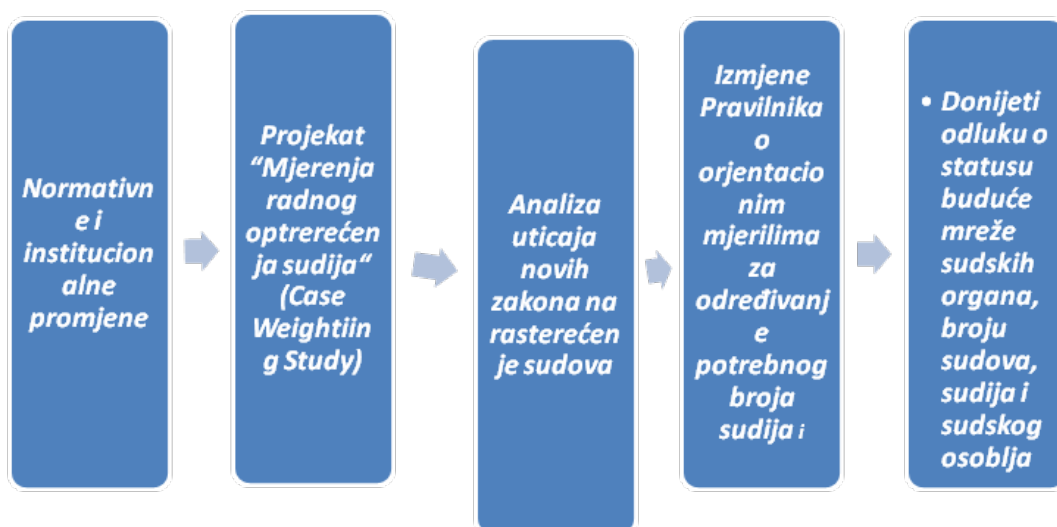 Normativn
e i
institucion
alne
promjene
Projekat
“Mjerenja
radnog
optrerećen
ja sudija“
(Case
Weightiin
g Study)
Analiza
uticaja
novih
zakona na
rasterećen
je sudova
Izmjene
Pravilnika
o
orjentacio
nim
mjerilima
za
određivanj
e
potrebnog
broja
sudija i
• Donijeti
odluku o
statusu
buduće
mreže
sudskih
organa,
broju
sudova,
sudija i
sudskog
osoblja